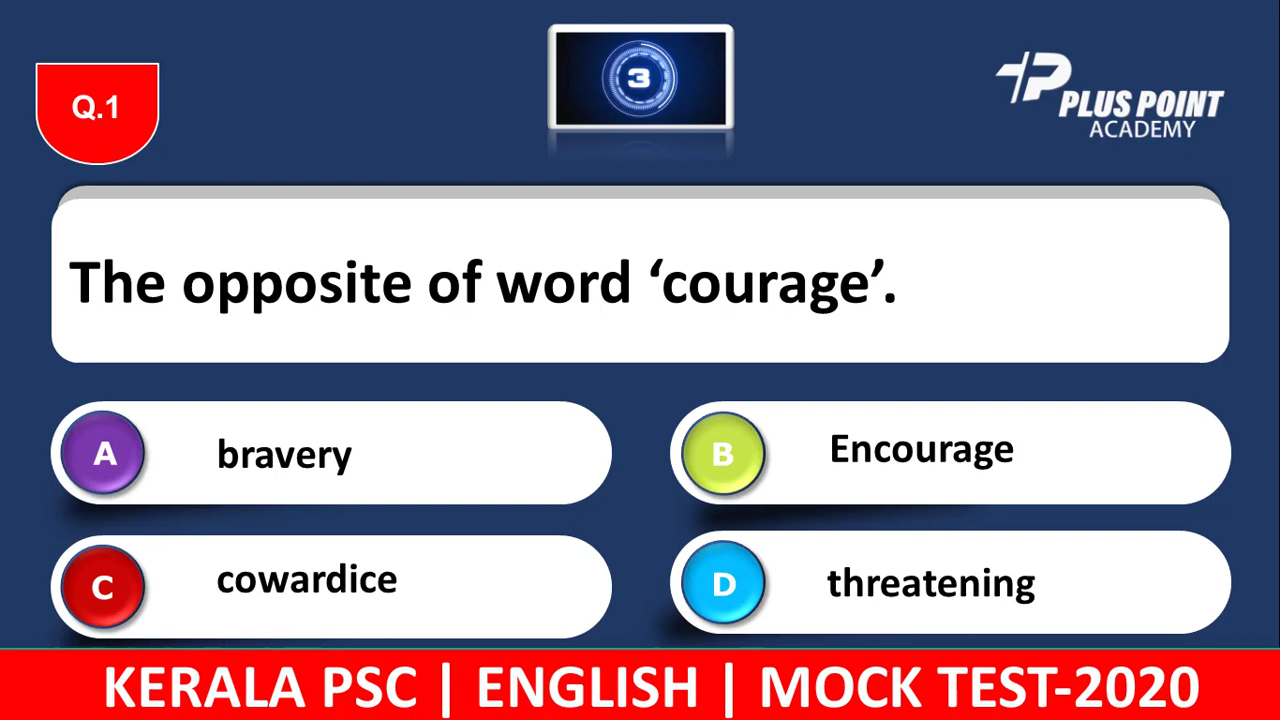 Q.1
3
PLUS POINT
ACADEMY
The opposite of word ‘courage’.
A bravery
B Encourage
C cowardice
D threatening
KERALA PSC | ENGLISH | MOCK TEST-2020